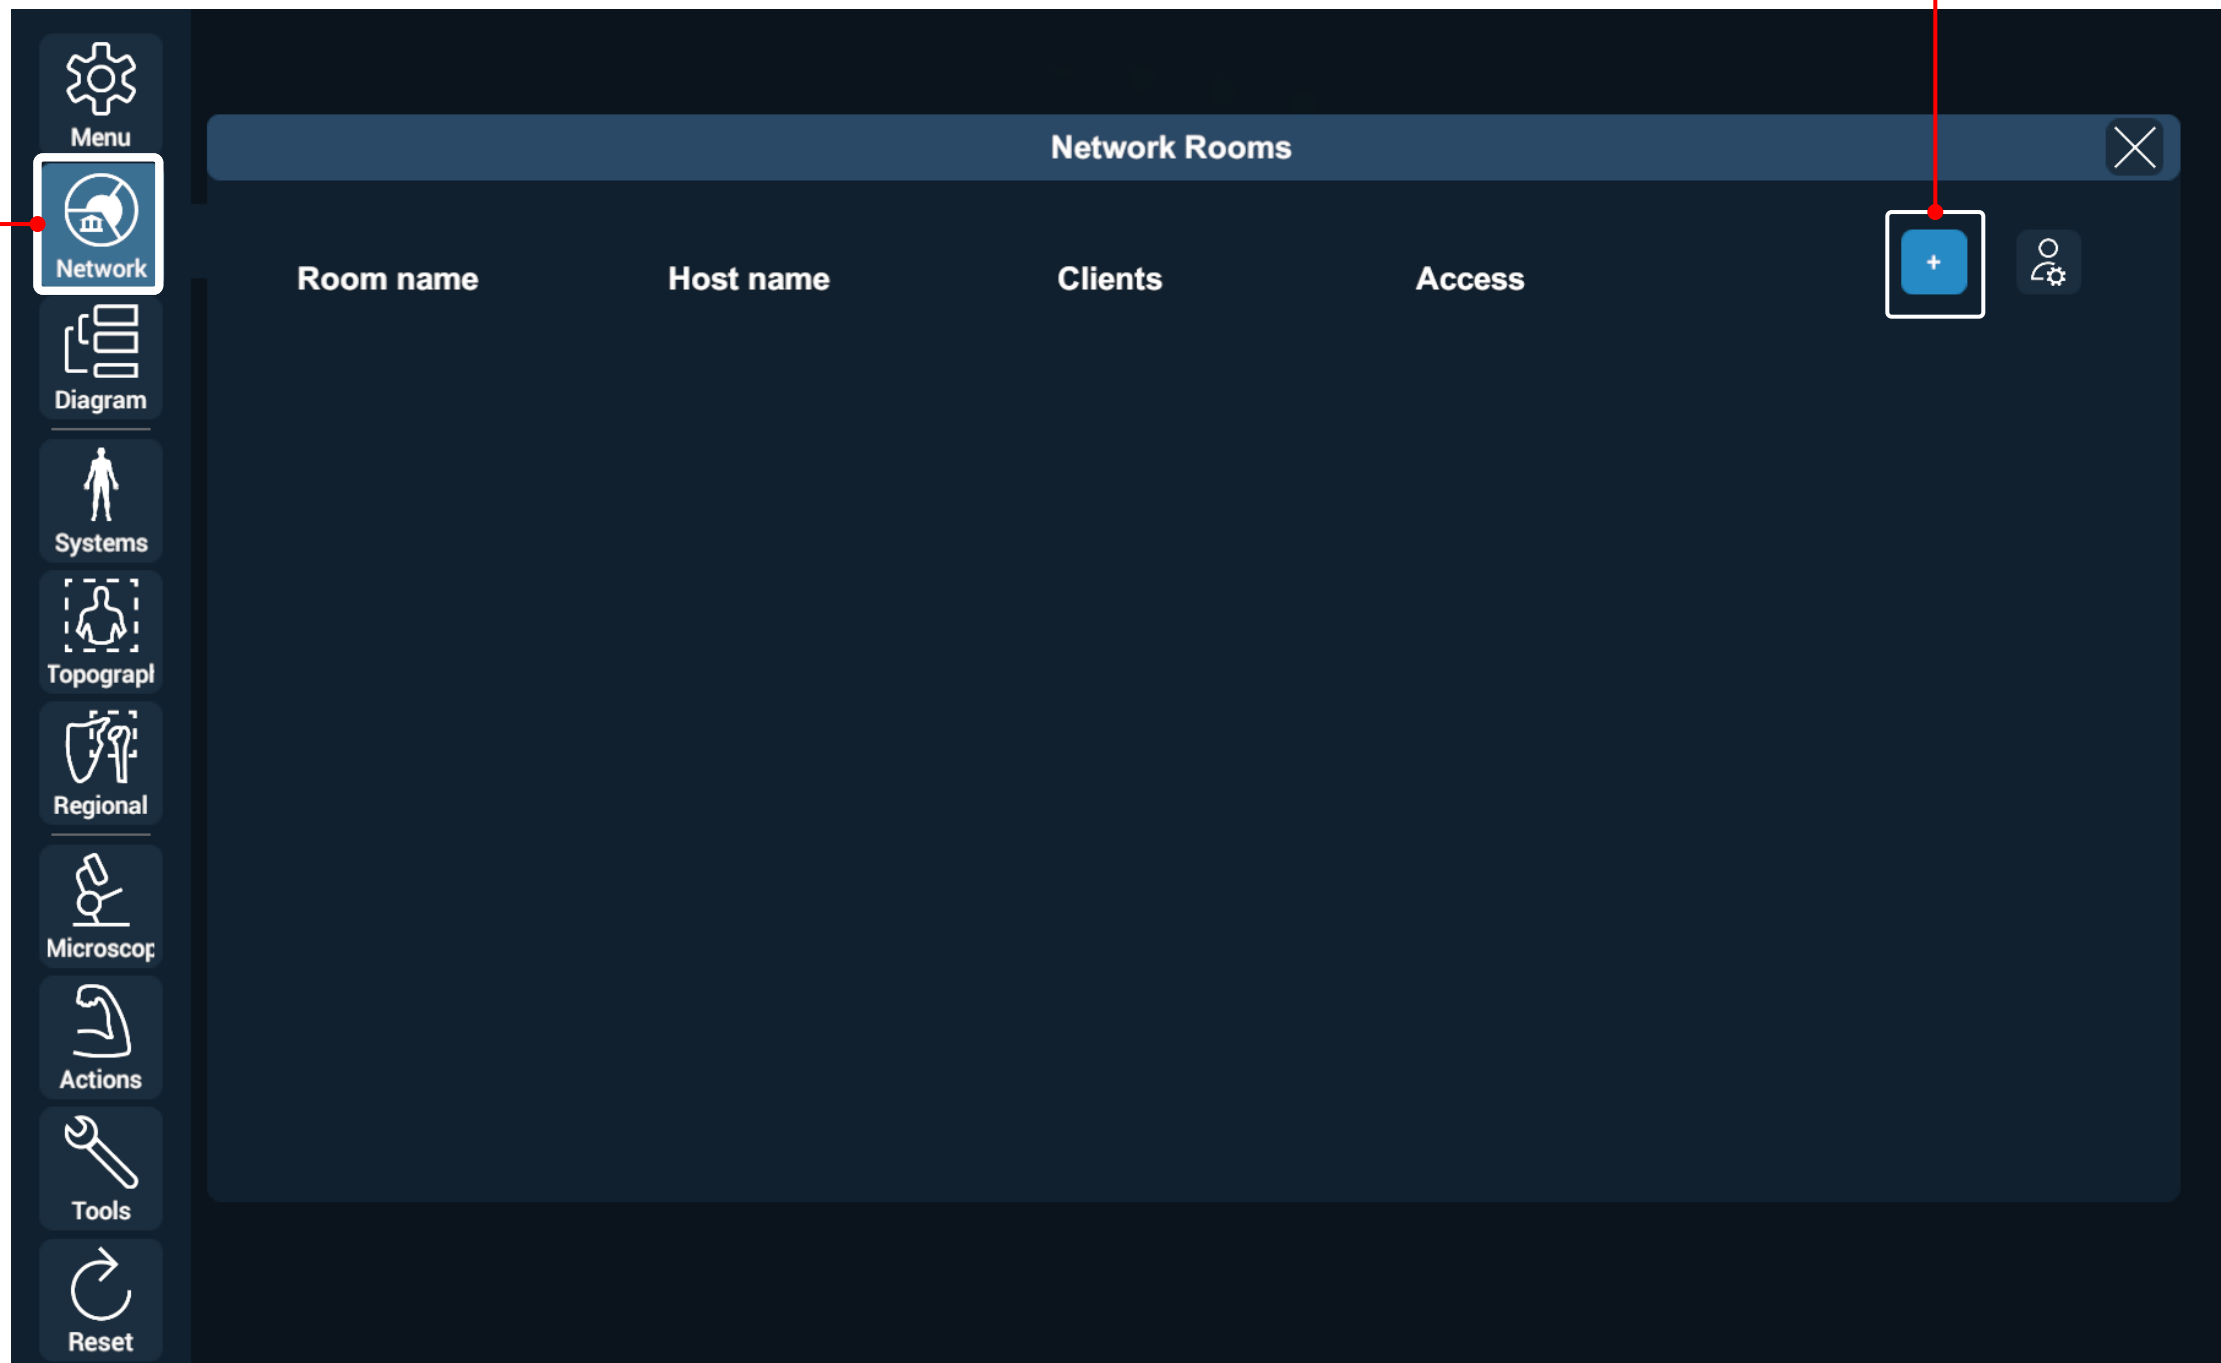 Menu
Network Rooms
Network
Room name
Host name
Clients
Access
+
Diagram
Systems
Topograpl
Regional
Microscop
Actions
Tools
Reset